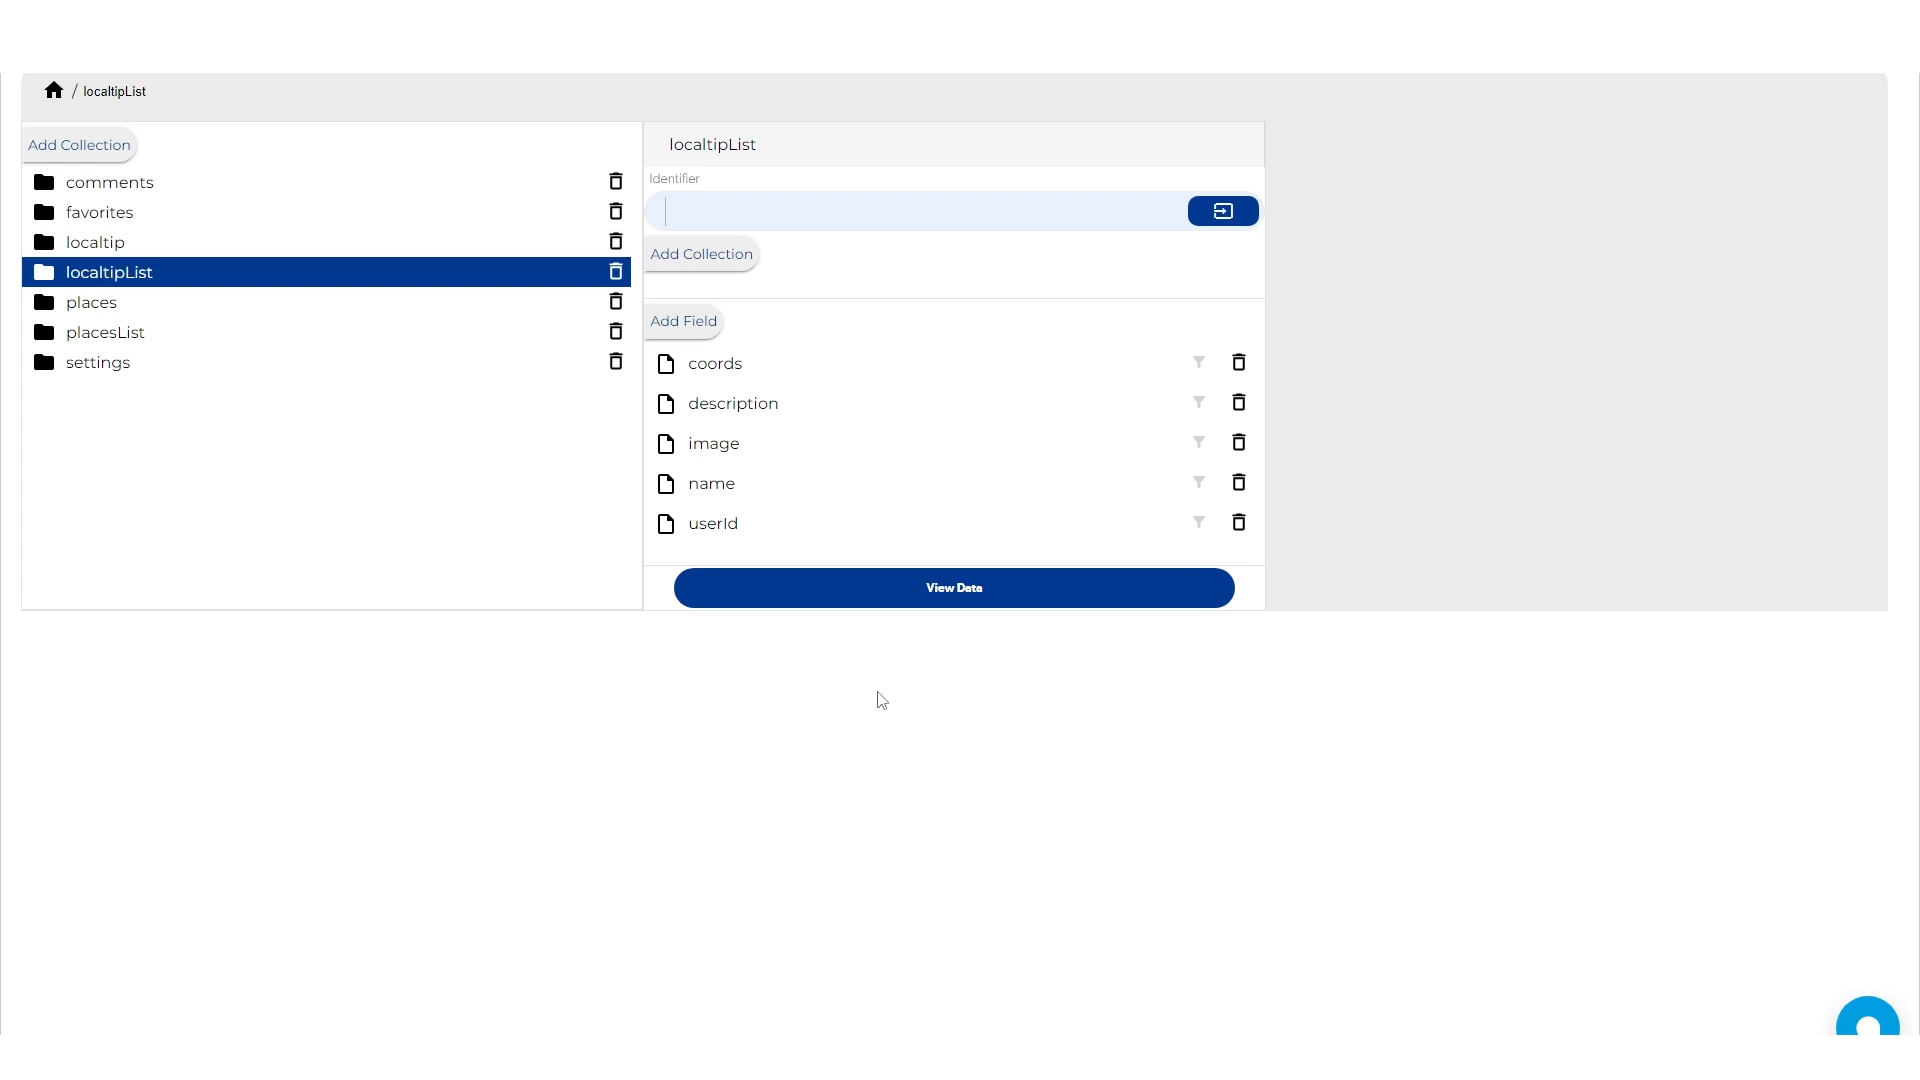 / localtipList
Add Collection
comments
favorites
localtip
localtipList
places
placesList
settings
localtipList
Identifier
Add Collection
Add Field
coords
description
image
name
userId
View Data